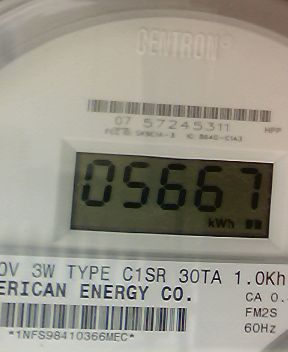 CENTRON®
07 57245311 HPP
05667
kWh
0V 3W TYPE C1SR 30TA 1.0Kh
ERICAN ENERGY CO.
CA 0.
FM2S
60Hz
*1NFS98410366MEC*